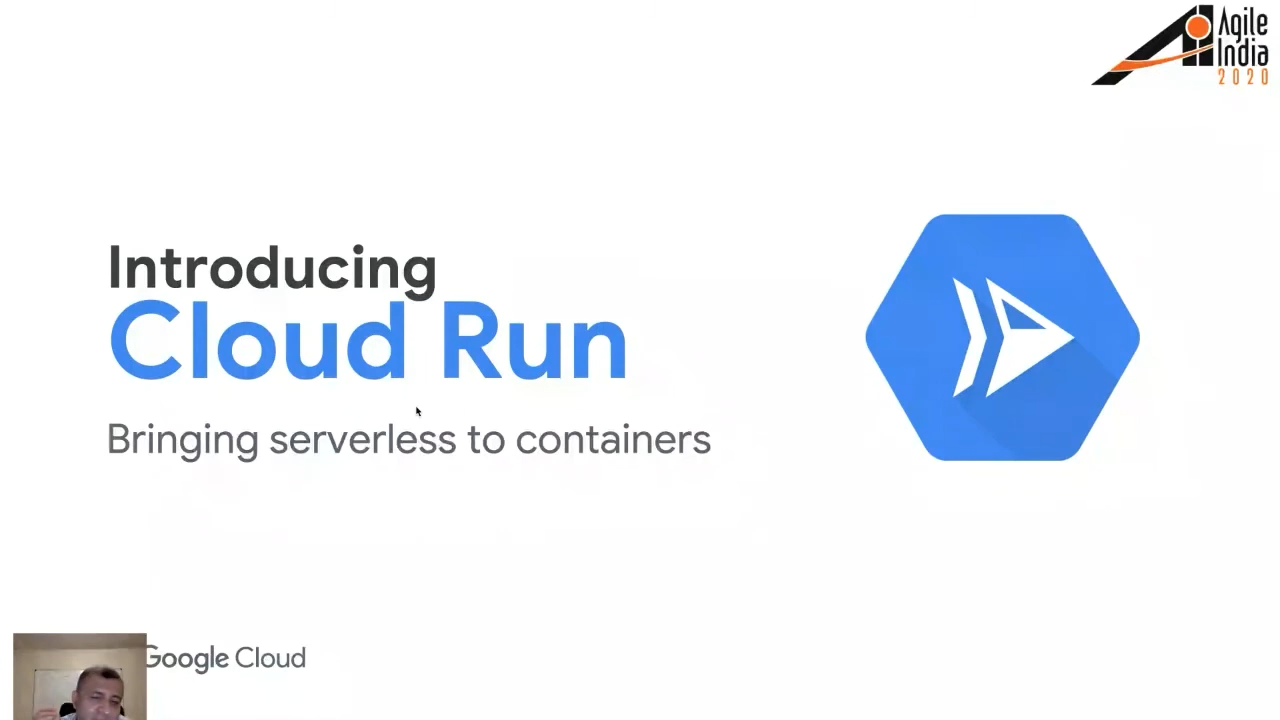 Agile
India
2020
Introducing
Cloud Run
Bringing serverless to containers
Google Cloud